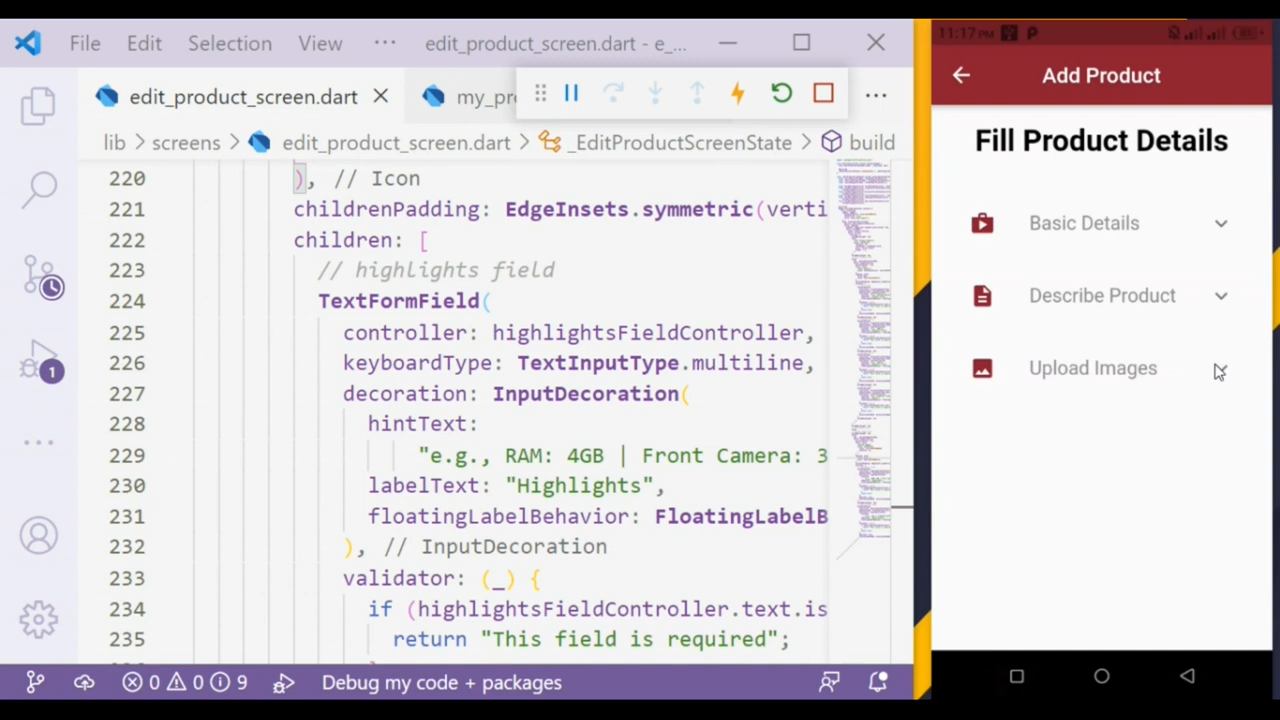 File Edit Selection View ··· edit_product_screen.dart - e_...
edit_product_screen.dart my_pr
lib > screens > edit_product_screen.dart > _EditProductScreenState > build
220 ), // Icon
221 childrenPadding: EdgeInsets.symmetric(verti
222 children: [
223 // highlights field
224 TextFormField(
225 controller: highlightsFieldController,
226 keyboardType: TextInputType.multiline,
227 decoration: InputDecoration(
228 hintText:
229 "e.g., RAM: 4GB | Front Camera: 3
230 labelText: "Highlights",
231 floatingLabelBehavior: FloatingLabelB
232 ), // InputDecoration
233 validator: (_) {
234 if (highlightsFieldController.text.is
235 return "This field is required";
1
0 0 9 Debug my code + packages
11:17 PM
Add Product
Fill Product Details
Basic Details
Describe Product
Upload Images